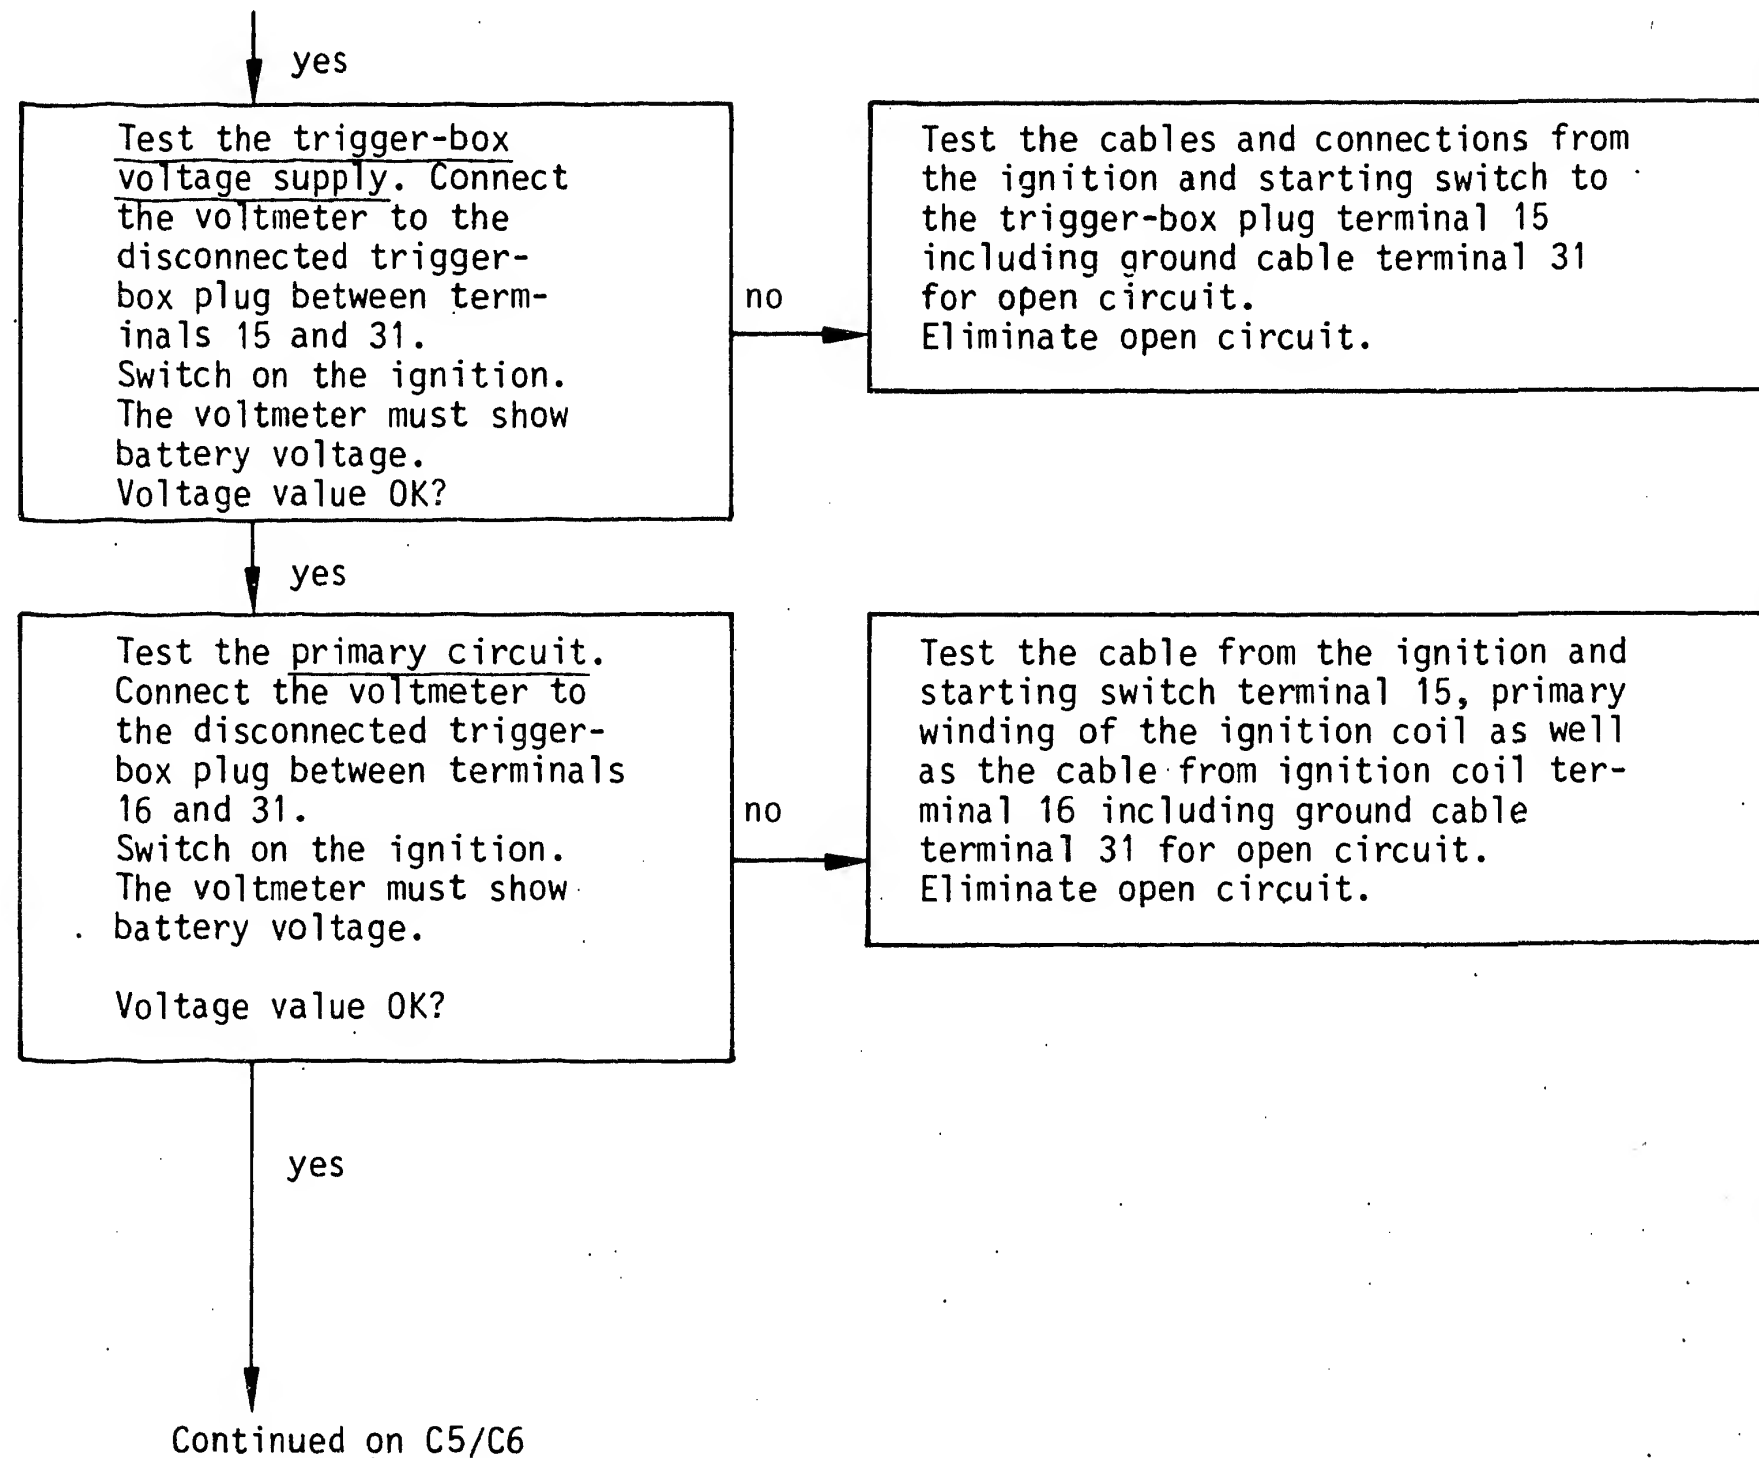 yes
Test the trigger-box
voltage supply. Connect
the voltmeter to the
disconnected trigger-
box plug between term-
inals 15 and 31.
Switch on the ignition.
The voltmeter must show
battery voltage.
Voltage value OK?
no
Test the cables and connections from
the ignition and starting switch to
the trigger-box plug terminal 15
including ground cable terminal 31
for open circuit.
Eliminate open circuit.
yes
Test the primary circuit.
Connect the voltmeter to
the disconnected trigger-
box plug between terminals
16 and 31.
Switch on the ignition.
The voltmeter must show
battery voltage.
Voltage value OK?
no
Test the cable from the ignition and
starting switch terminal 15, primary
winding of the ignition coil as well
as the cable from ignition coil ter-
minal 16 including ground cable
terminal 31 for open circuit.
Eliminate open circuit.
yes
Continued on C5/C6